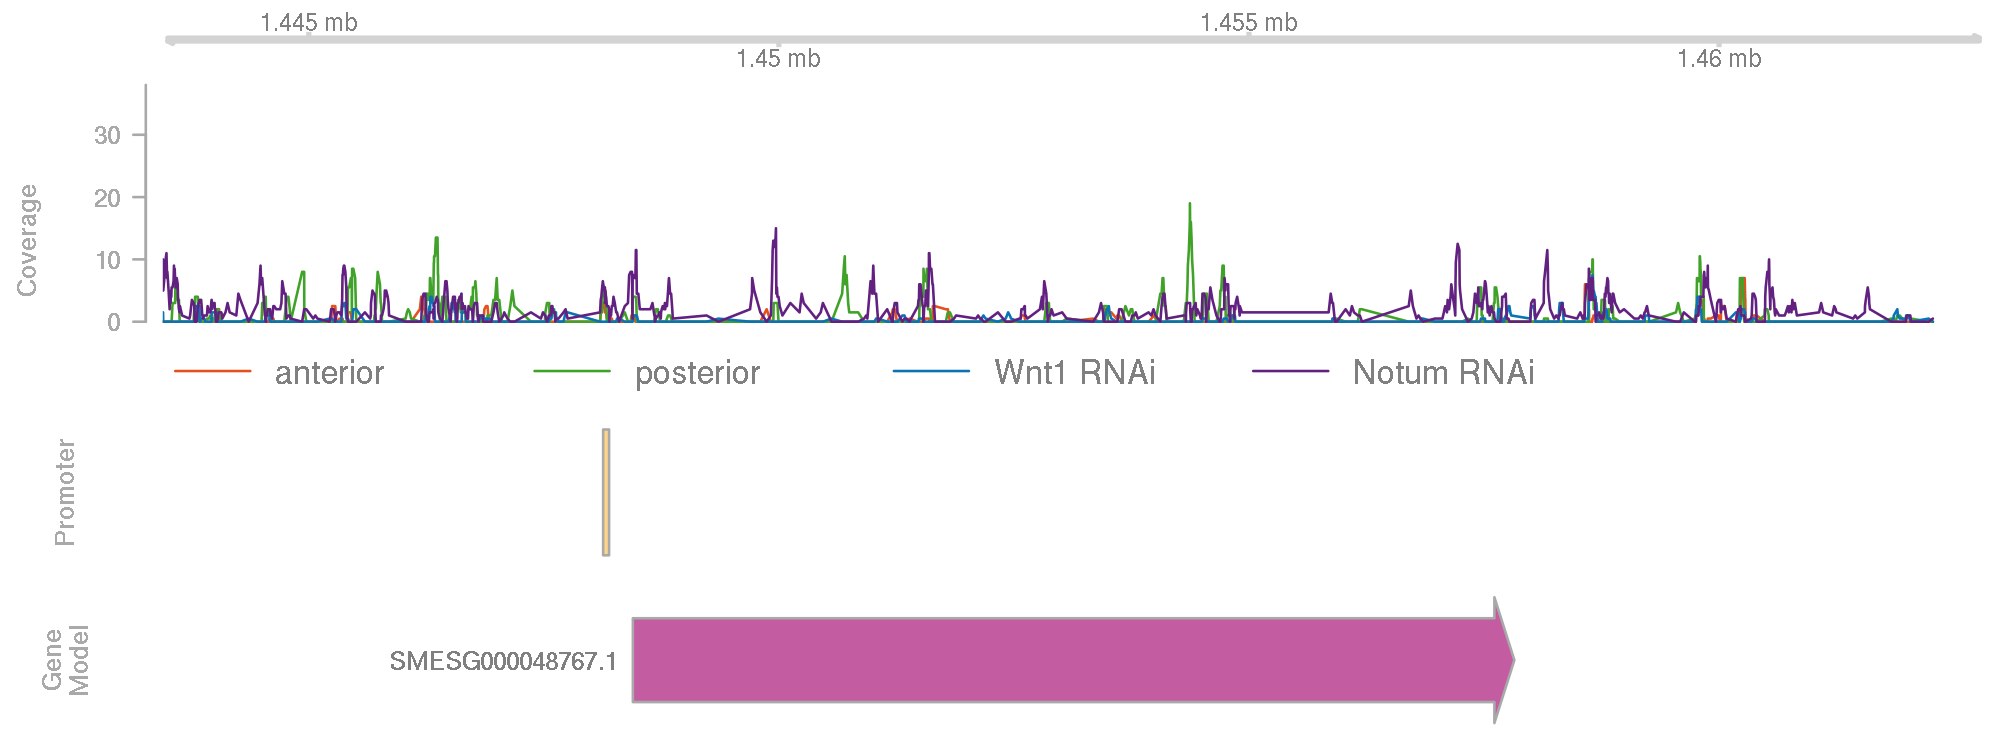 1.445 mb
1.455 mb
1.45 mb
1.46 mb
Coverage
30
20
10
0
anterior
posterior
Wnt1 RNAi
Notum RNAi
Promoter
Gene
Model
SMESG000048767.1